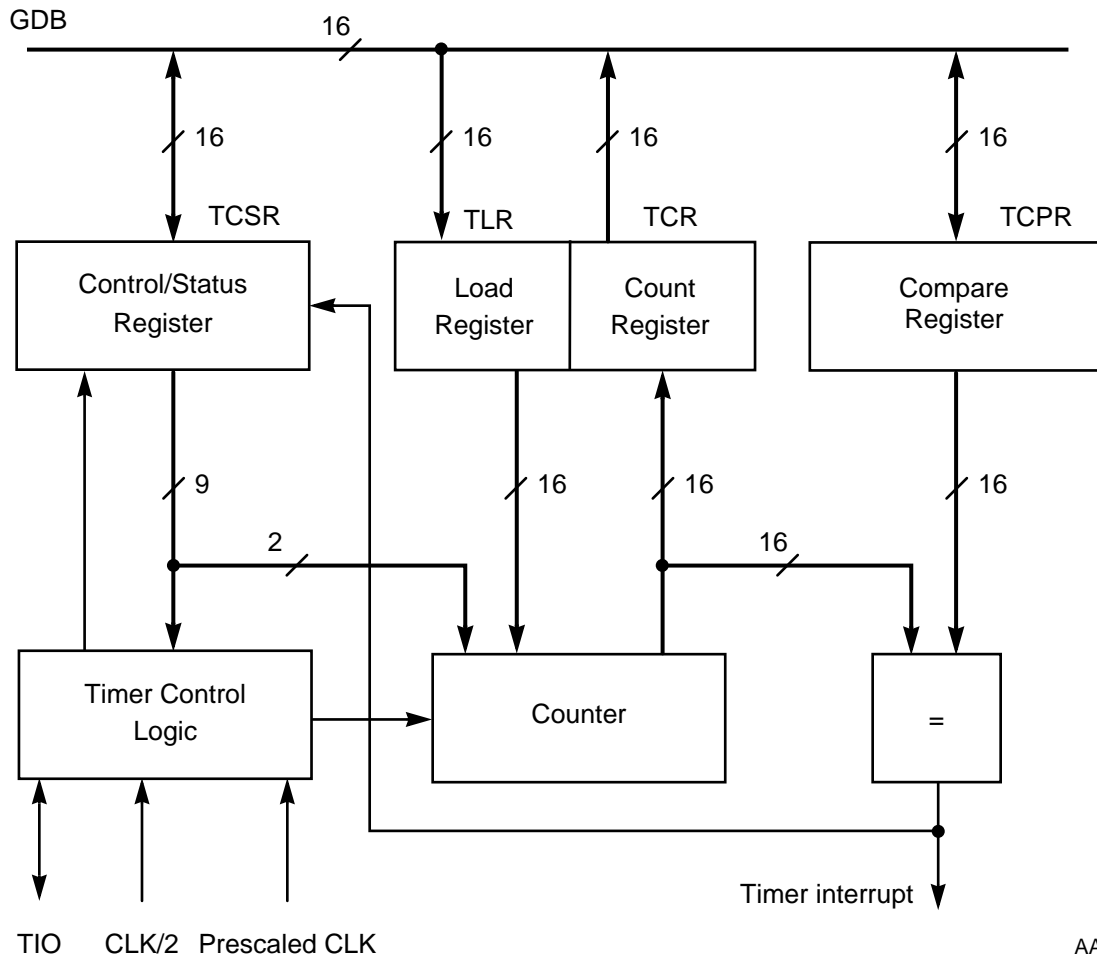 GDB
16
16
16
16
16
TCSR
TLR
TCR
TCPR
Control/Status
Register
Load
Register
Count
Register
Compare
Register
9
16
16
16
2
16
Timer Control
Logic
Counter
=
Timer interrupt
TIO
CLK/2
Prescaled CLK
AA